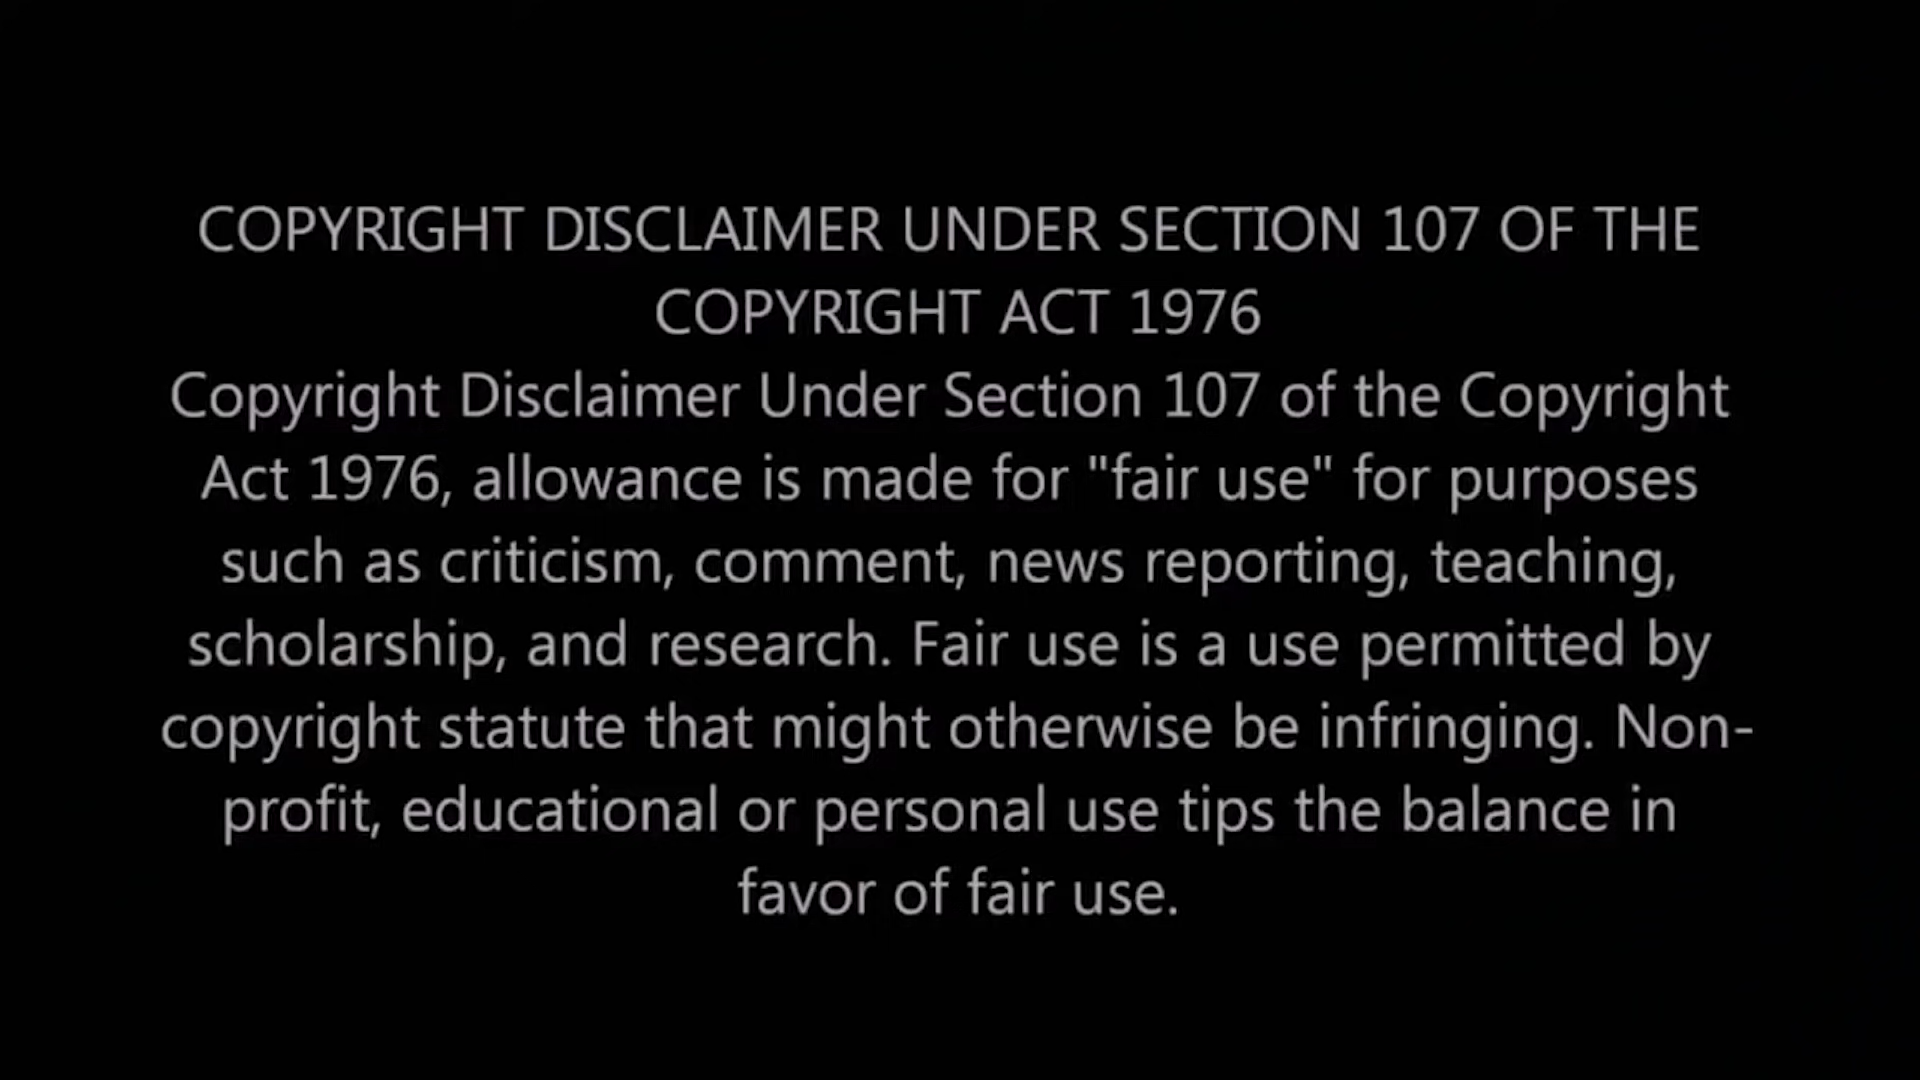 COPYRIGHT DISCLAIMER UNDER SECTION 107 OF THE
COPYRIGHT ACT 1976
Copyright Disclaimer Under Section 107 of the Copyright
Act 1976, allowance is made for "fair use" for purposes
such as criticism, comment, news reporting, teaching,
scholarship, and research. Fair use is a use permitted by
copyright statute that might otherwise be infringing. Non-
profit, educational or personal use tips the balance in
favor of fair use.